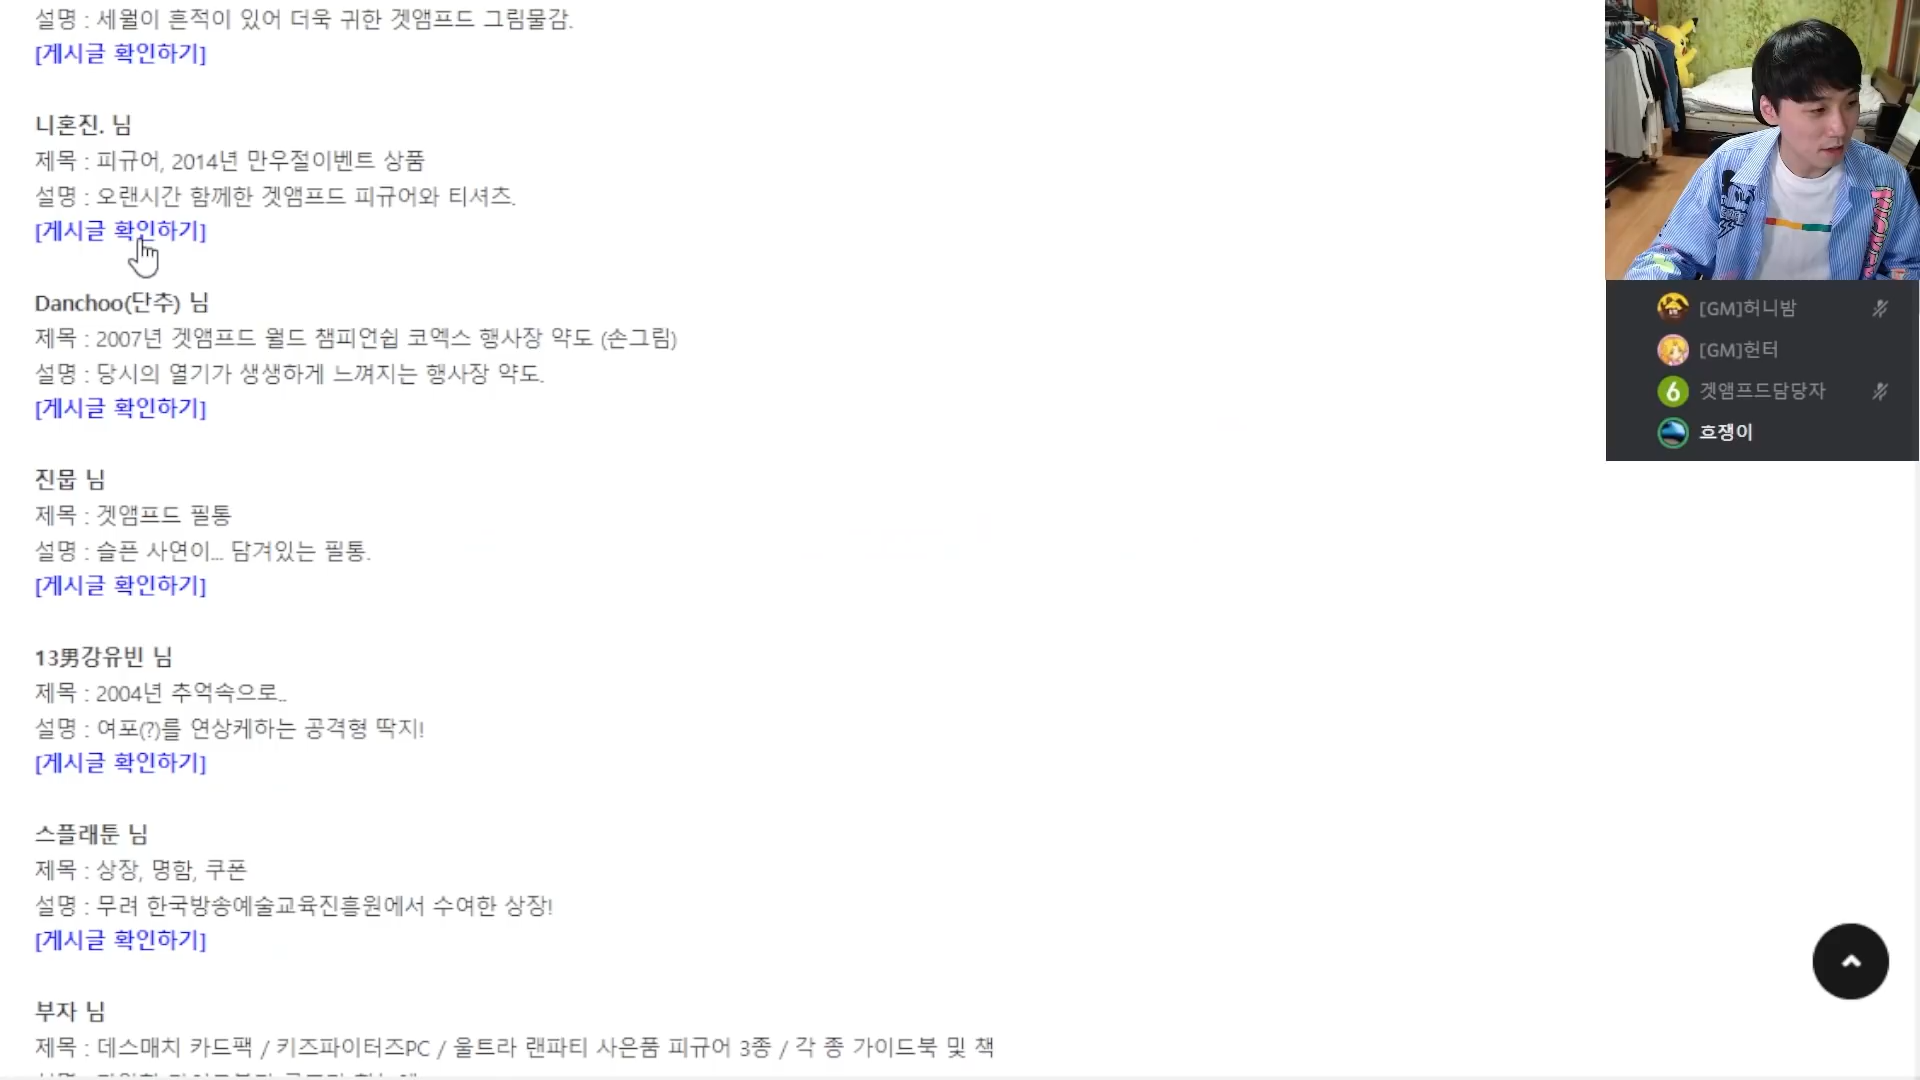 설명 : 세월이 흔적이 있어 더욱 귀한 겟앰프드 그림물감.
[게시글 확인하기]
니혼진. 님
제목 : 피규어, 2014년 만우절이벤트 상품
설명 : 오랜시간 함께한 겟앰프드 피규어와 티셔츠.
[게시글 확인하기]
Danchoo(단추) 님
제목 : 2007년 겟앰프드 월드 챔피언쉽 코엑스 행사장 약도 (손그림)
설명 : 당시의 열기가 생생하게 느껴지는 행사장 약도.
[게시글 확인하기]
진뭅 님
제목 : 겟앰프드 필통
설명 : 슬픈 사연이... 담겨있는 필통.
[게시글 확인하기]
13男강유빈 님
제목 : 2004년 추억속으로..
설명 : 여포(?)를 연상케하는 공격형 딱지!
[게시글 확인하기]
스플래툰 님
제목 : 상장, 명함, 쿠폰
설명 : 무려 한국방송예술교육진흥원에서 수여한 상장!
[게시글 확인하기]
부자 님
제목 : 데스매치 카드팩 / 키즈파이터즈PC / 울트라 랜파티 사은품 피규어 3종 / 각 종 가이드북 및 책
[GM]허니밤
[GM]헌터
6 겟앰프드담당자
흐쟁이